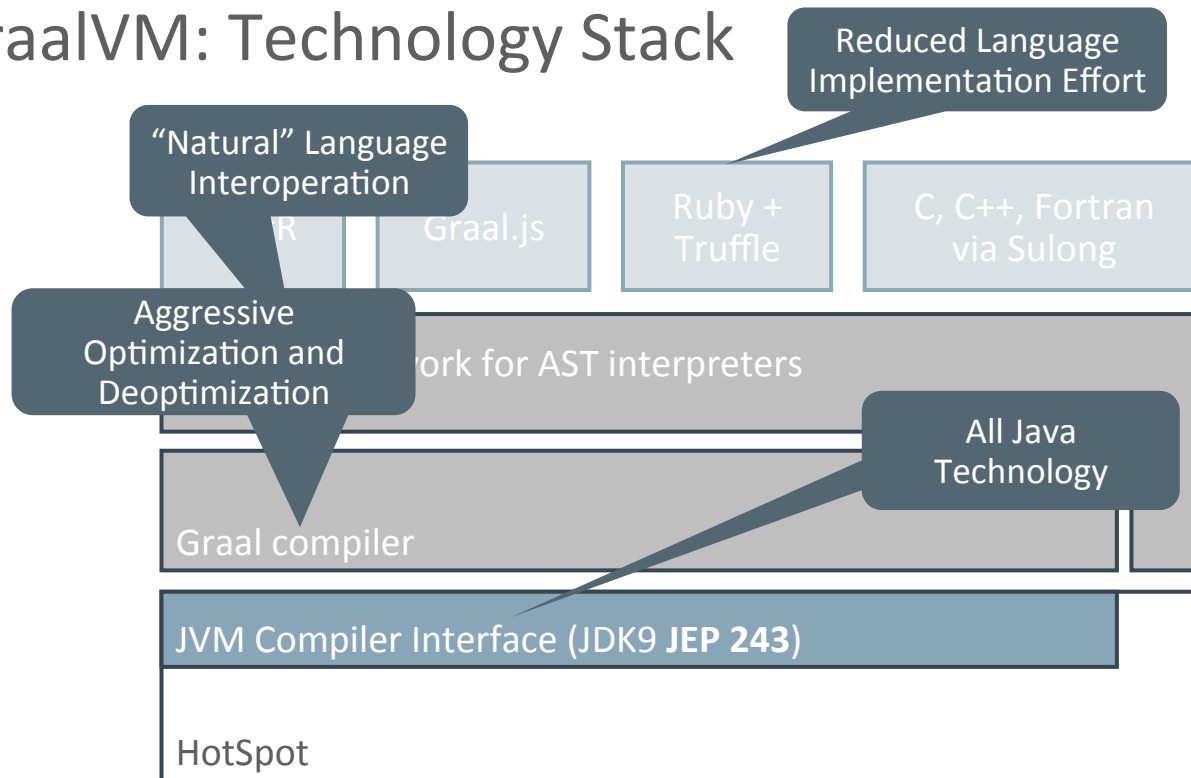 raalVM: Technology Stack
Reduced Language
Implementation Effort
“Natural” Language
Interoperation
R
Graal.js
Ruby +
Truffle
C, C++, Fortran
via Sulong
Aggressive
Optimization and
Deoptimization
work for AST interpreters
All Java
Technology
Graal compiler
JVM Compiler Interface (JDK9 JEP 243)
HotSpot